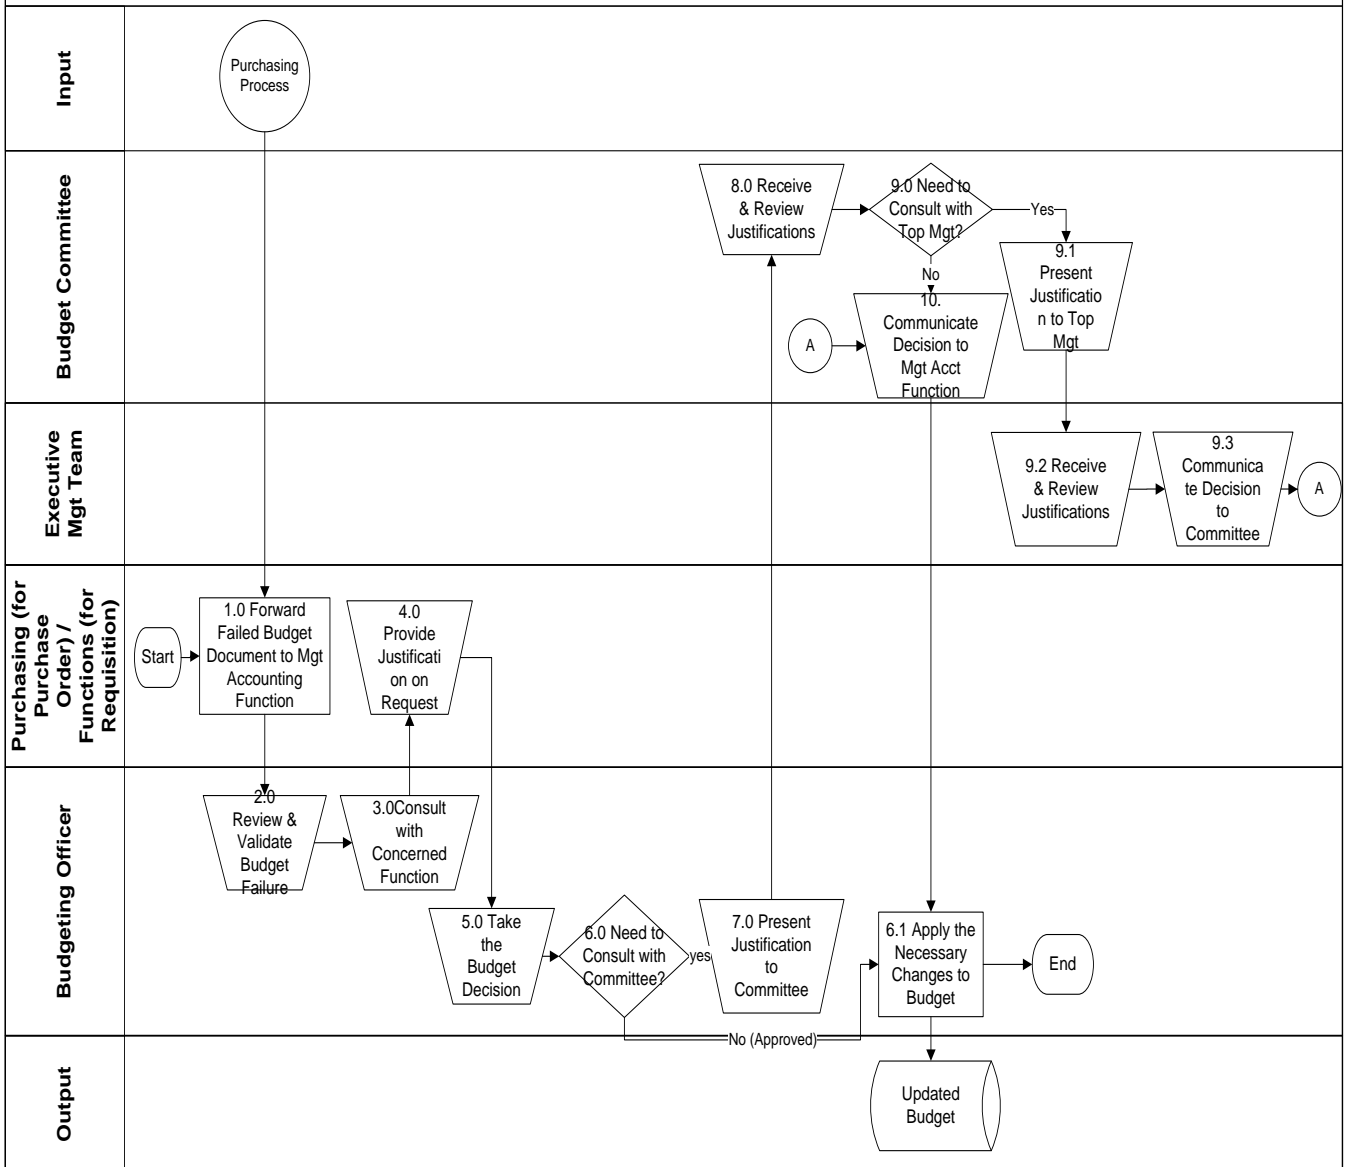 Input
Purchasing
Process
Budget Committee
8.0 Receive
& Review
Justifications
9.0 Need to
Consult with
Top Mgt?
Yes
No
9.1
Present
Justificatio
n to Top
Mgt
A
10.
Communicate
Decision to
Mgt Acct
Function
Executive
Mgt Team
9.2 Receive
& Review
Justifications
9.3
Communica
te Decision
to
Committee
A
Purchasing (for
Purchase
Order) /
Functions (for
Requisition)
Start
1.0 Forward
Failed Budget
Document to Mgt
Accounting
Function
4.0
Provide
Justificati
on on
Request
Budgeting Officer
2.0
Review &
Validate
Budget
Failure
3.0Consult
with
Concerned
Function
5.0 Take
the
Budget
Decision
6.0 Need to
Consult with
Committee?
yes
7.0 Present
Justification
to
Committee
6.1 Apply the
Necessary
Changes to
Budget
End
No (Approved)
Output
Updated
Budget